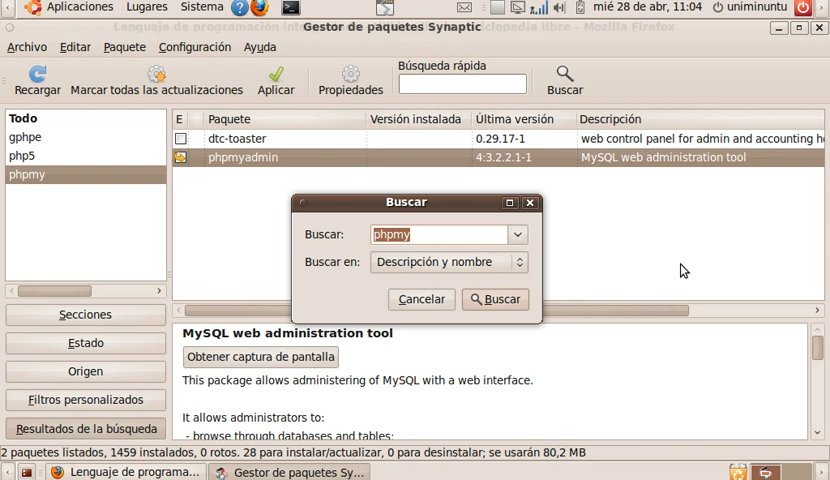 Aplicaciones Lugares Sistema mié 28 de abr, 11:04 uniminuntu
Gestor de paquetes Synaptic
Archivo Editar Paquete Configuración Ayuda
Recargar Marcar todas las actualizaciones Aplicar Propiedades Búsqueda rápida Buscar
Todo
gphpe
php5
phpmy
E Paquete Versión instalada Última versión Descripción
dtc-toaster 0.29.17-1 web control panel for admin and accounting ho
phpmyadmin 4:3.2.2.1-1 MySQL web administration tool
Buscar
Buscar: phpmy
Buscar en: Descripción y nombre
Cancelar Buscar
Secciones
Estado
Origen
Filtros personalizados
Resultados de la búsqueda
MySQL web administration tool
Obtener captura de pantalla
This package allows administering of MySQL with a web interface.
It allows administrators to:
- browse through databases and tables;
2 paquetes listados, 1459 instalados, 0 rotos. 28 para instalar/actualizar, 0 para desinstalar; se usarán 80,2 MB
Lenguaje de programa... Gestor de paquetes Sy...